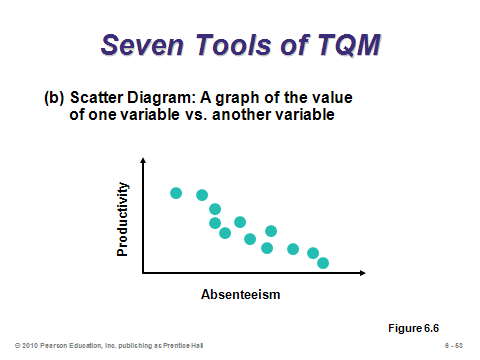 Seven Tools of TQM
(b) Scatter Diagram: A graph of the value
of one variable vs. another variable
Productivity
Absenteeism
Figure 6.6
© 2010 Pearson Education, Inc. publishing as Prentice Hall
6 - 53